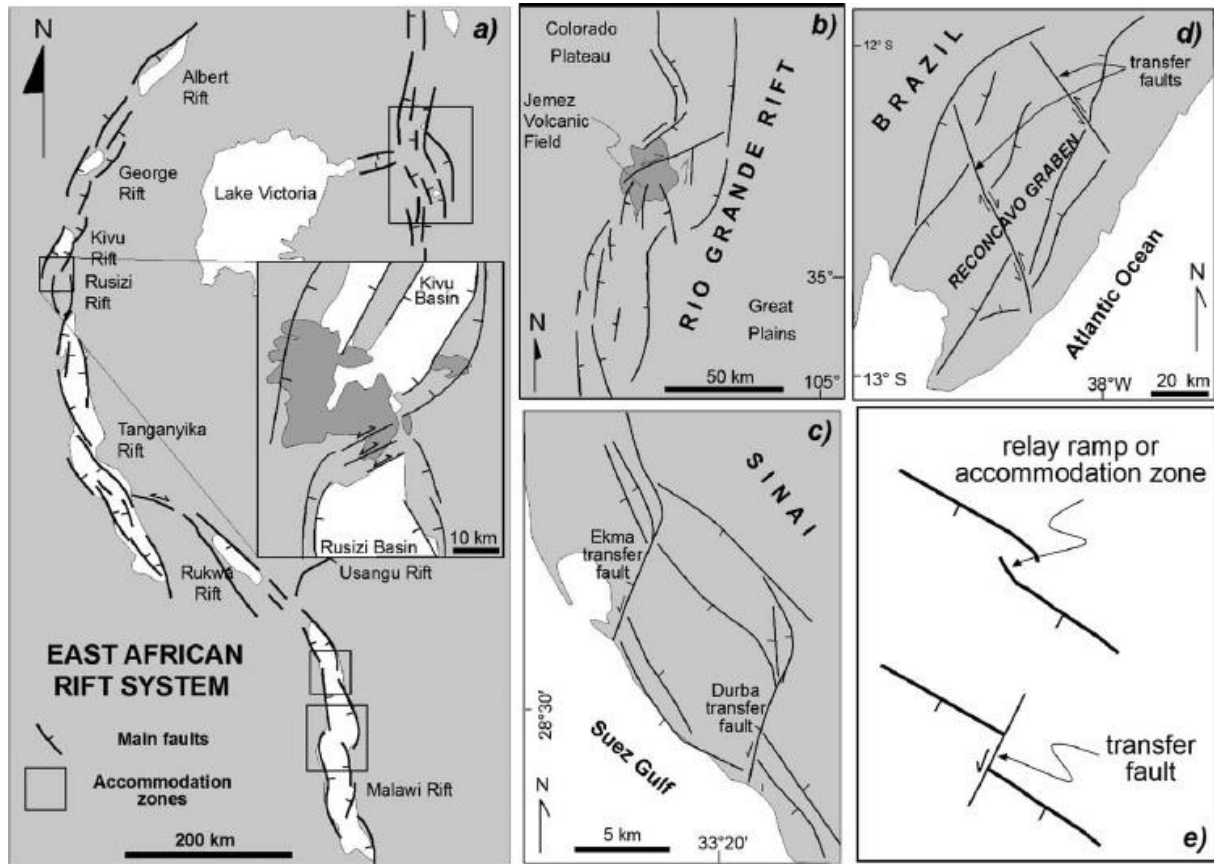 a)
N
Albert
Rift
George
Rift
Lake Victoria
Kivu
Rift
Rusizi
Rift
Kivu
Basin
Tanganyika
Rift
10 km
Rusizi Basin
Usangu Rift
Rukwa
Rift
EAST AFRICAN
RIFT SYSTEM
Main faults
Accommodation
zones
Malawi Rift
200 km
b)
Colorado
Plateau
Jemez
Volcanic
Field
RIO GRANDE RIFT
35°
Great
Plains
N
50 km
105°
c)
SINAI
Ekma
transfer
fault
Durba
transfer
fault
28°30'
Suez Gulf
N
5 km
33°20'
d)
12° S
BRAZIL
transfer
faults
RECONCAVO GRABEN
Atlantic Ocean
N
13° S
38°W
20 km
relay ramp or
accommodation
zone
transfer
fault
e)